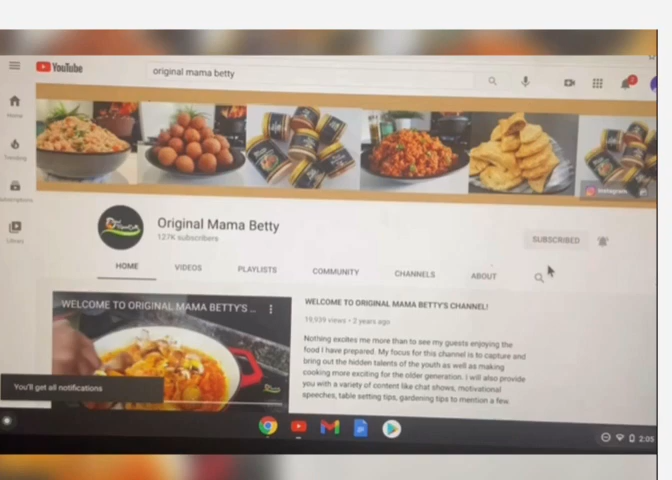 YouTube
original mama betty
2
Home
Trending
Library
Instagram
Original Mama Betty
127K subscribers
SUBSCRIBED
HOME VIDEOS PLAYLISTS COMMUNITY CHANNELS ABOUT
WELCOME TO ORIGINAL MAMA BETTY'S ...
WELCOME TO ORIGINAL MAMA BETTY'S CHANNEL!
19,939 views • 2 years ago
Nothing excites me more than to see my guests enjoying the
food I have prepared. My focus for this channel is to capture and
bring out the hidden talents of the youth as well as making
cooking more exciting for the older generation. I will also provide
you with a variety of content like chat shows, motivational
speeches, table setting tips, gardening tips to mention a few.
You'll get all notifications
2:05